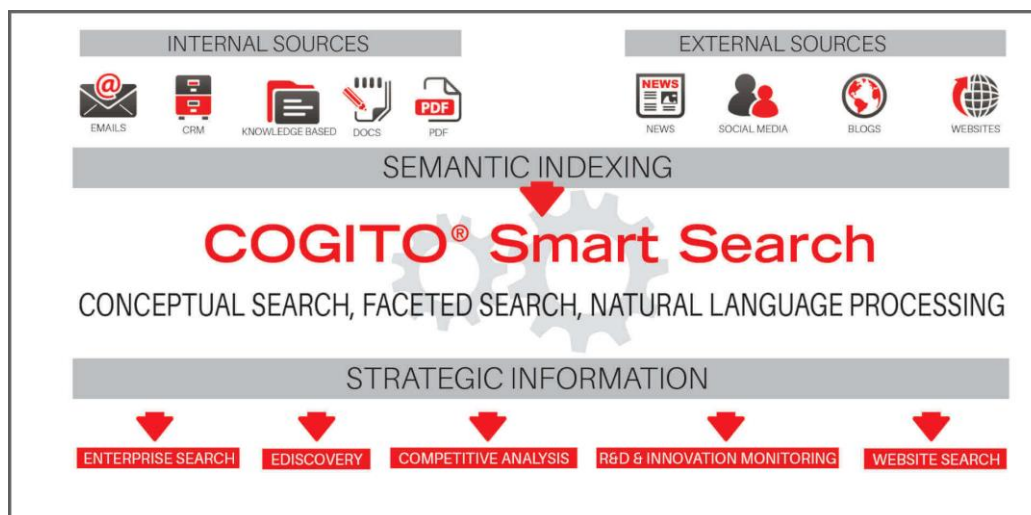 INTERNAL SOURCES
EXTERNAL SOURCES
@
PDF
NEWS
EMAILS
CRM
KNOWLEDGE BASED
DOCS
PDF
NEWS
SOCIAL MEDIA
BLOGS
WEBSITES
SEMANTIC INDEXING
COGITO® Smart Search
CONCEPTUAL SEARCH, FACETED SEARCH, NATURAL LANGUAGE PROCESSING
STRATEGIC INFORMATION
ENTERPRISE SEARCH
EDISCOVERY
COMPETITIVE ANALYSIS
R&D & INNOVATION MONITORING
WEBSITE SEARCH